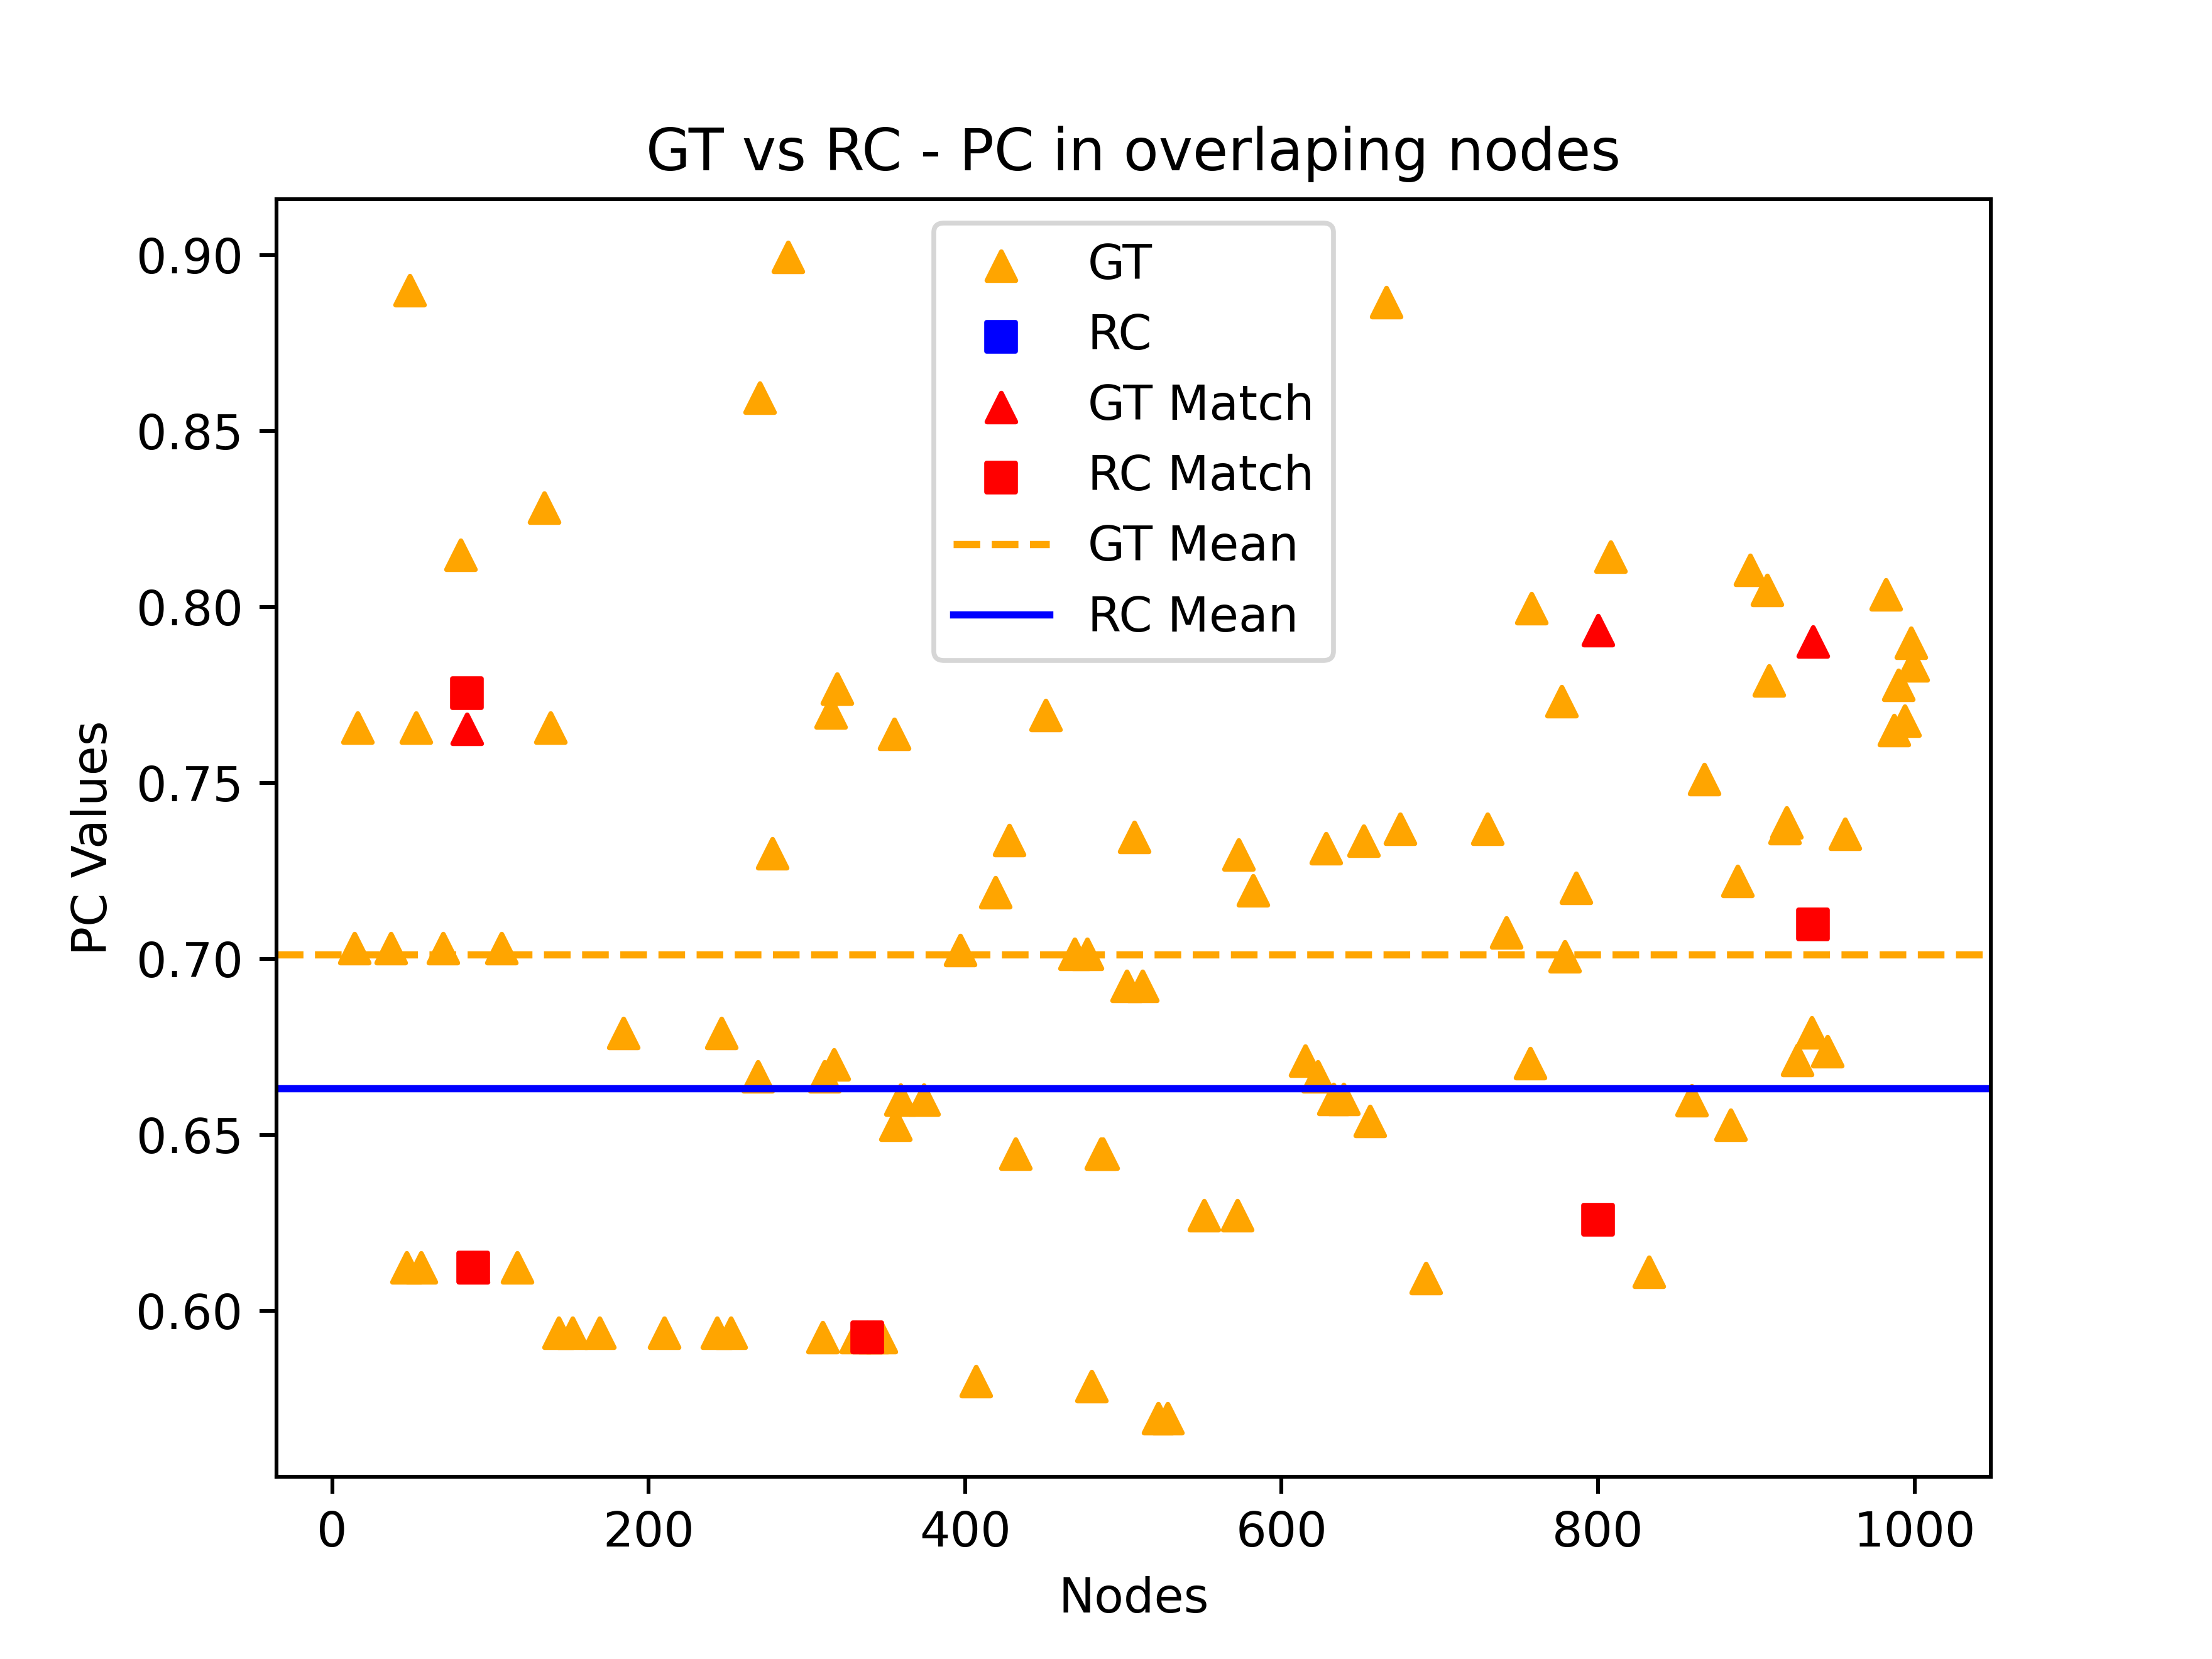 GT vs RC - PC in overlaping nodes
GT
RC
GT Match
RC Match
GT Mean
RC Mean
PC Values
0.90
0.85
0.80
0.75
0.70
0.65
0.60
0 200 400 600 800 1000
Nodes